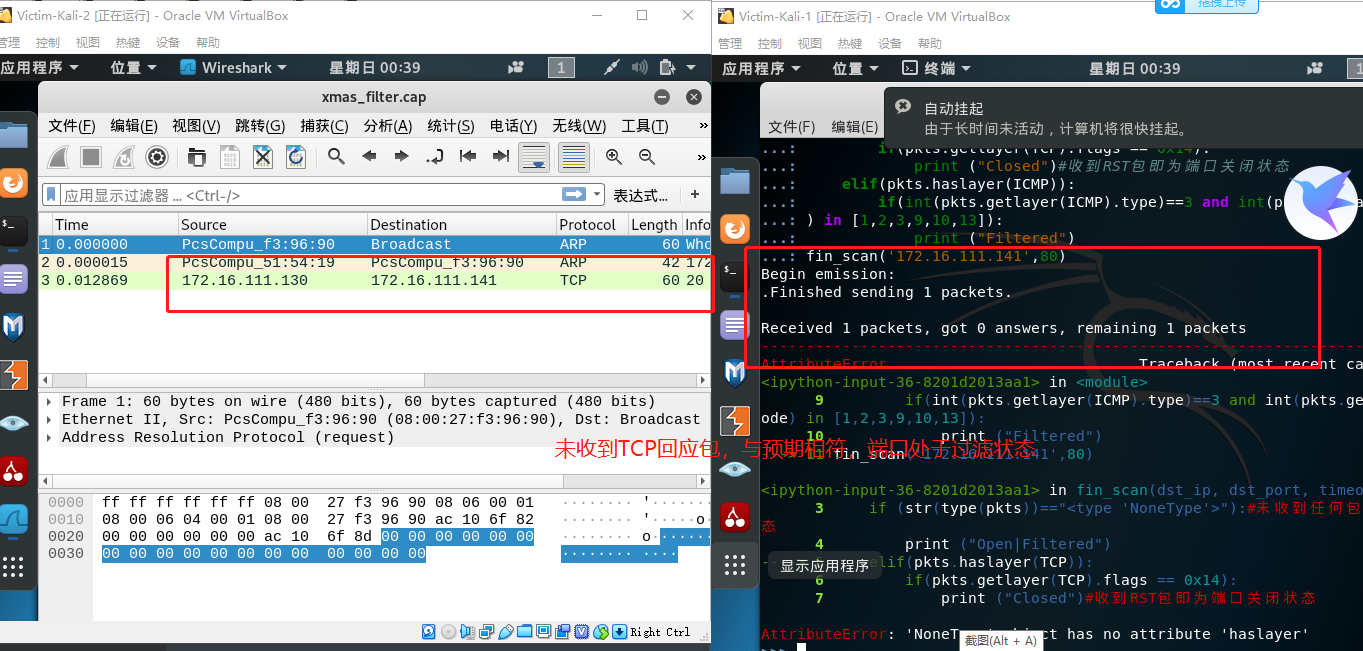 Victim-Kali-2 [正在运行] - Oracle VM VirtualBox
管理 控制 视图 热键 设备 帮助
应用程序 位置 Wireshark 星期日 00:39 1
xmas_filter.cap
文件(F) 编辑(E) 视图(V) 跳转(G) 捕获(C) 分析(A) 统计(S) 电话(Y) 无线(W) 工具(T) »
»
应用显示过滤器 … <Ctrl-/> 表达式… +
Time Source Destination Protocol Length Info
1 0.000000 PcsCompu_f3:96:90 Broadcast ARP 60 Who
2 0.000015 PcsCompu_51:54:19 PcsCompu_f3:96:90 ARP 42 172
3 0.012869 172.16.111.130 172.16.111.141 TCP 60 20
Frame 1: 60 bytes on wire (480 bits), 60 bytes captured (480 bits)
Ethernet II, Src: PcsCompu_f3:96:90 (08:00:27:f3:96:90), Dst: Broadcast
Address Resolution Protocol (request)
0000 ff ff ff ff ff ff 08 00 27 f3 96 90 08 06 00 01 ········ '·······
0010 08 00 06 04 00 01 08 00 27 f3 96 90 ac 10 6f 82 ········ '·····o·
0020 00 00 00 00 00 00 ac 10 6f 8d 00 00 00 00 00 00 ········ o·······
0030 00 00 00 00 00 00 00 00 00 00 00 00 ········ ····
Right Ctrl
Victim-Kali-1 [正在运行] - Oracle VM VirtualBox
拖拽上传
管理 控制 视图 热键 设备 帮助
应用程序 位置 终端 星期日 00:39 1
文件(F) 编辑(E)
自动挂起
由于长时间未活动，计算机将很快挂起。
...: if(pkts.getlayer(TCP).flags == 0x14):
...: print ("Closed")#收到RST包即为端口关闭状态
...: elif(pkts.haslayer(ICMP)):
...: if(int(pkts.getlayer(ICMP).type)==3 and int(p
...: ) in [1,2,3,9,10,13]):
...: print ("Filtered")
...: fin_scan('172.16.111.141',80)
Begin emission:
.Finished sending 1 packets.
Received 1 packets, got 0 answers, remaining 1 packets
AttributeError Traceback (most recent ca
<ipython-input-36-8201d2013aa1> in <module>
9 if(int(pkts.getlayer(ICMP).type)==3 and int(pkts.ge
ode) in [1,2,3,9,10,13]):
10 print ("Filtered")
fin_scan('172.16.111.141',80)
未收到TCP回应包，与预期相符，端口处于过滤状态
<ipython-input-36-8201d2013aa1> in fin_scan(dst_ip, dst_port, timeo
3 if (str(type(pkts))=="<type 'NoneType'>"):#未收到任何包
态
4 print ("Open|Filtered")
elif(pkts.haslayer(TCP)):
6 if(pkts.getlayer(TCP).flags == 0x14):
7 print ("Closed")#收到RST包即为端口关闭状态
显示应用程序
AttributeError: 'NoneT object has no attribute 'haslayer'
截图(Alt + A)